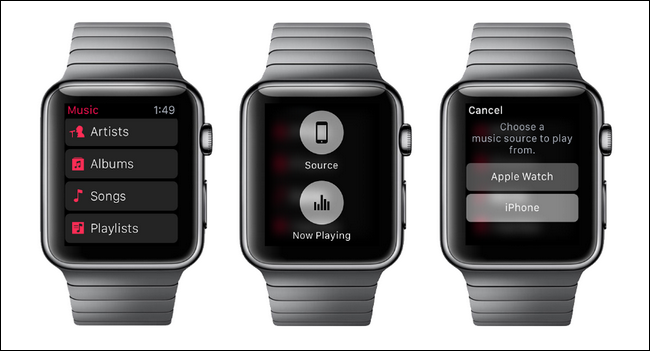 Music 1:49
Artists
Albums
Songs
Playlists
Source
Now Playing
Cancel
Choose a
music source to play
from.
Apple Watch
iPhone